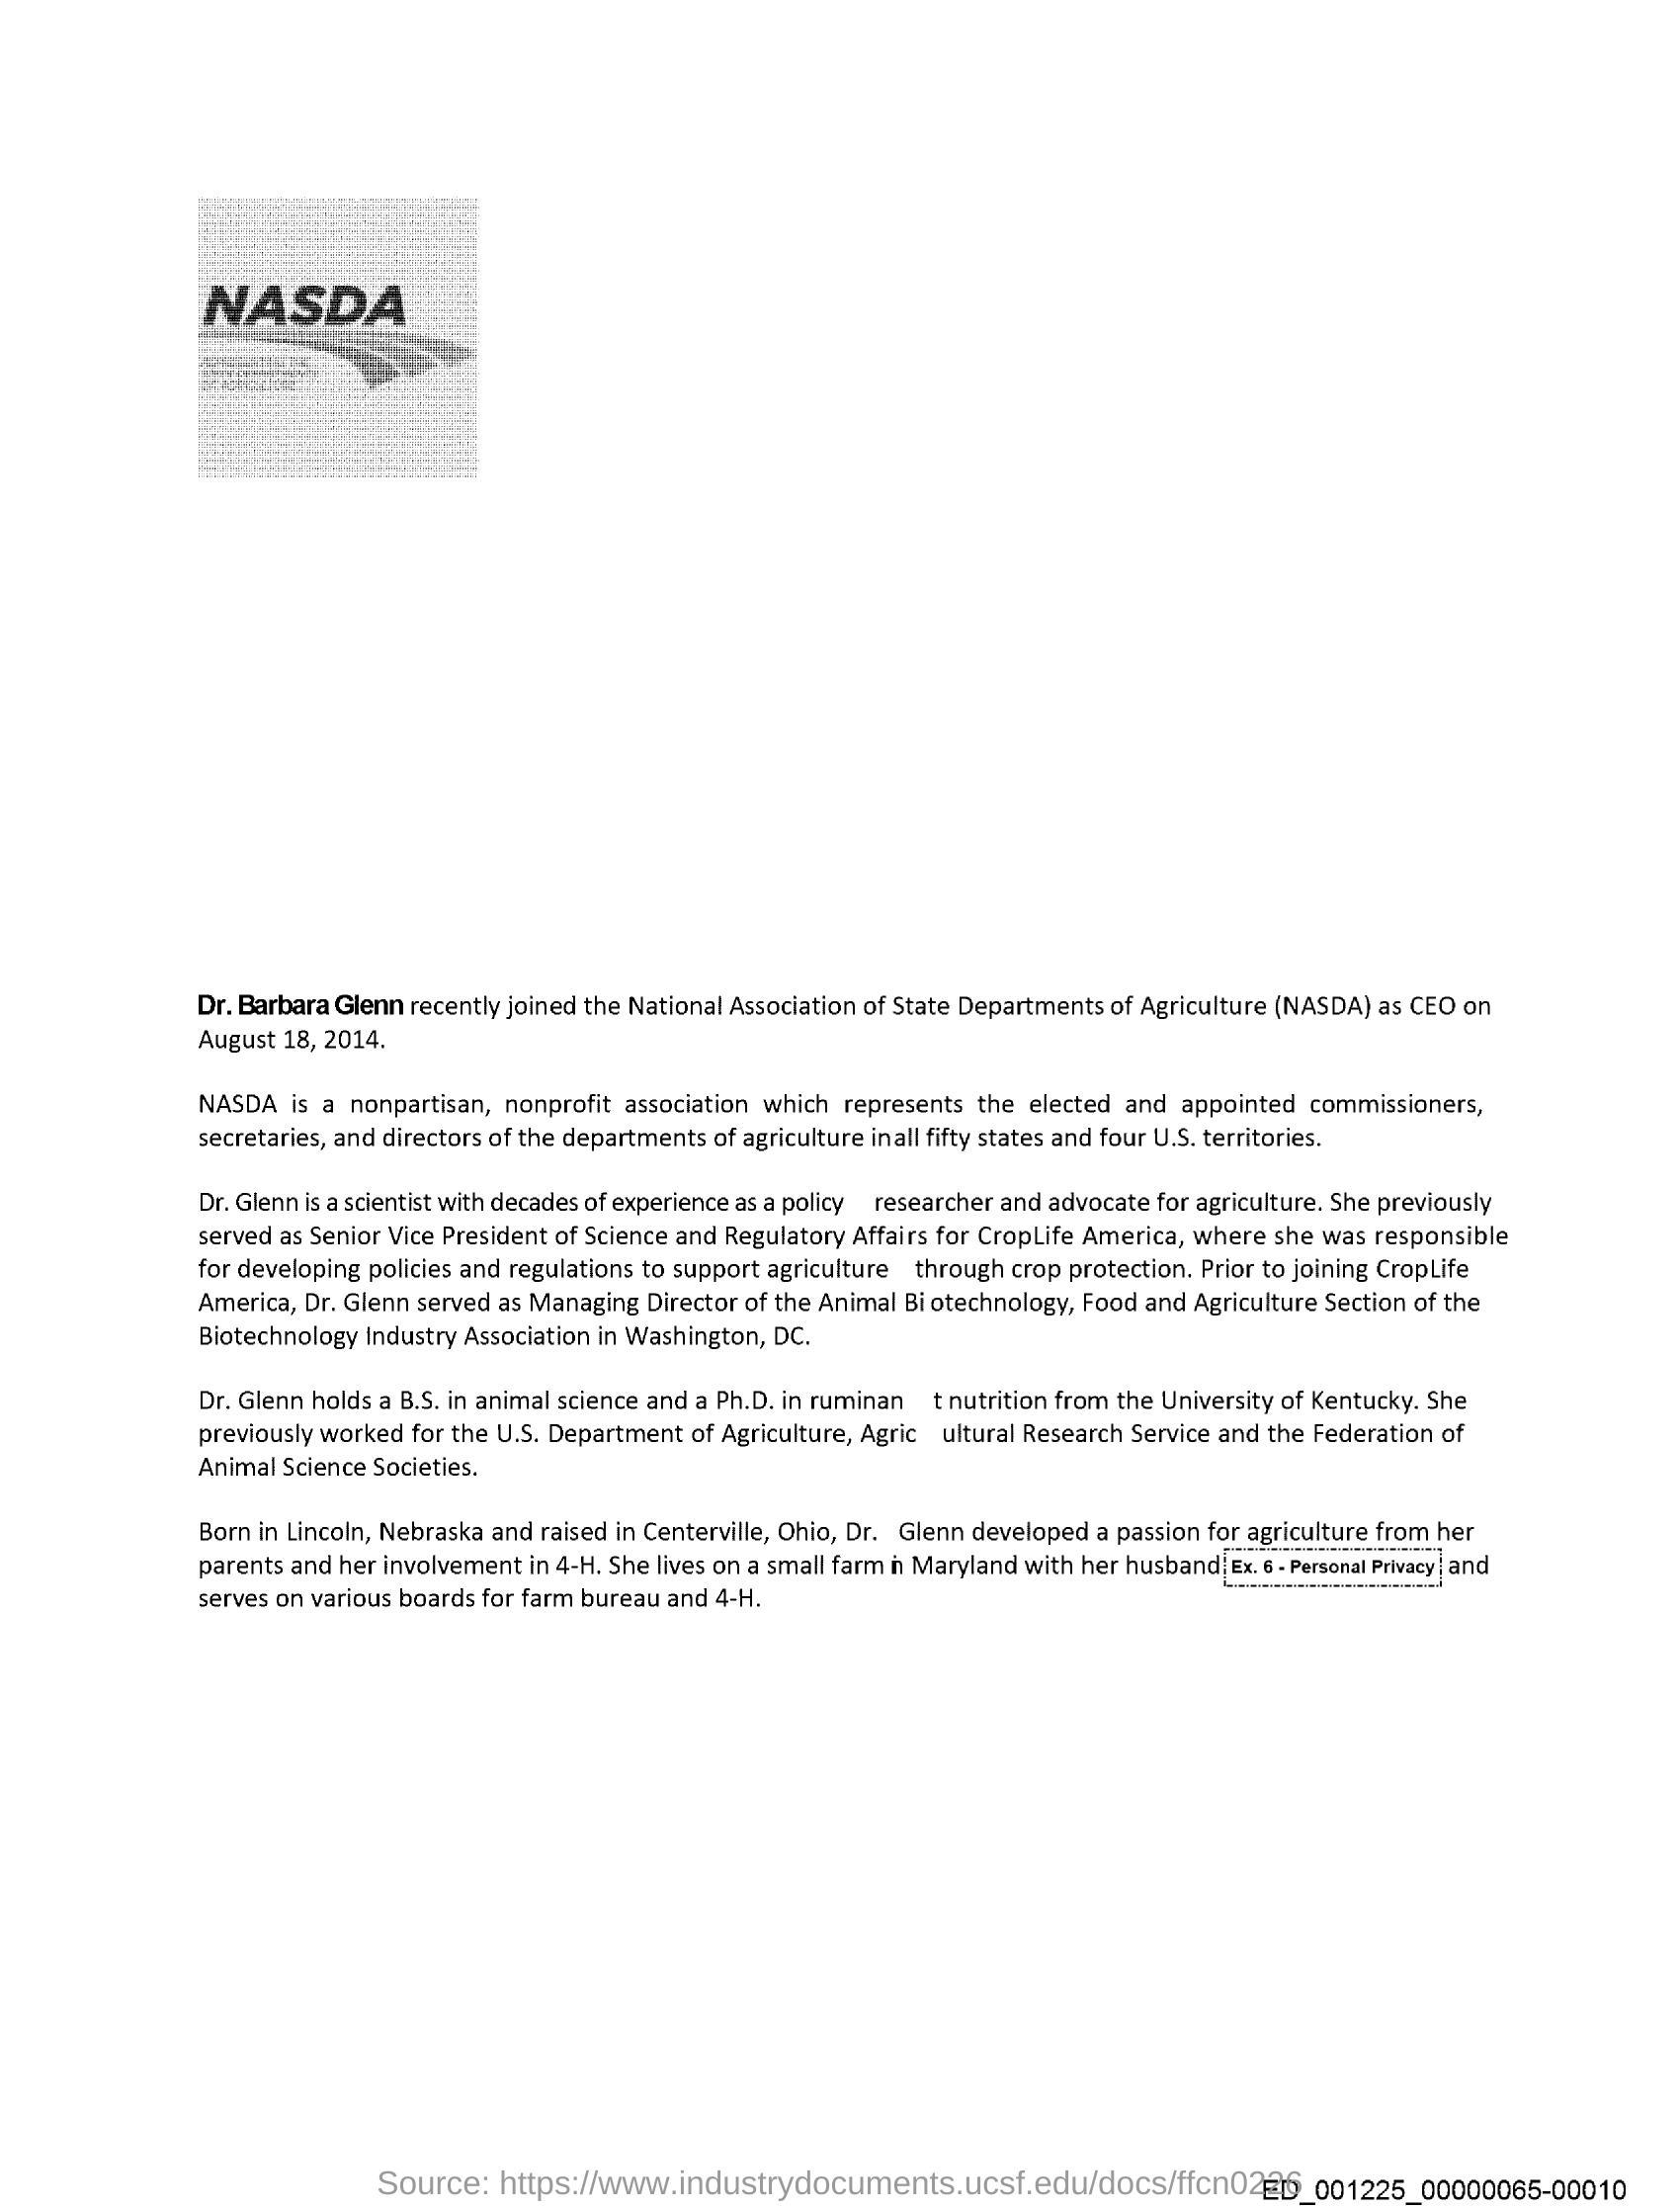 NASDA
Dr. Barbara Glenn recently joined the National Association of State Departments of Agriculture (NASDA) as CEO on
August 18, 2014.
NASDA is a nonpartisan, nonprofit association which represents the elected and appointed commissioners,
secretaries, and directors of the departments of agriculture inall fifty states and four U.S. territories.
Dr. Glenn is a scientist with decades of experience as a policy researcher and advocate for agriculture. She previously
served as Senior Vice President of Science and Regulatory Affairs for CropLife America, where she was responsible
for developing policies and regulations to support agriculture through crop protection. Prior to joining CropLife
America, Dr. Glenn served as Managing Director of the Animal Bi otechnology, Food and Agriculture Section of the
Biotechnology Industry Association in Washington, DC.
Dr. Glenn holds a B.S. in animal science and a Ph.D. in ruminan t nutrition from the University of Kentucky. She
previously worked for the U.S. Department of Agriculture, Agric ultural Research Service and the Federation of
Animal Science Societies.
Born in Lincoln, Nebraska and raised in Centerville, Ohio, Dr. Glenn developed a passion for agriculture from her
parents and her involvement in 4-H. She lives on a small farm in Maryland with her husband Ex. 6 - Personal Privacy and
serves on various boards for farm bureau and 4-H.
Source: https://www.industrydocuments.ucsf.edu/docs/ffcn0226
ED_001225_00000065-00010